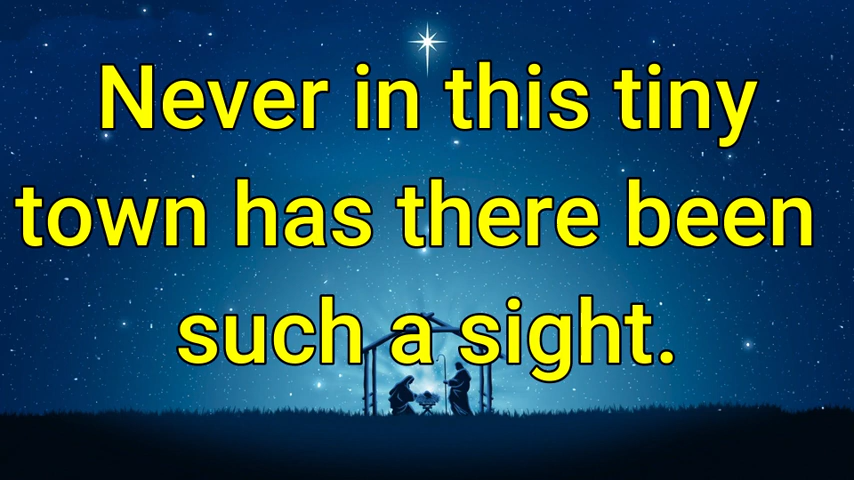 Never in this tiny
town has there been
such a sight.